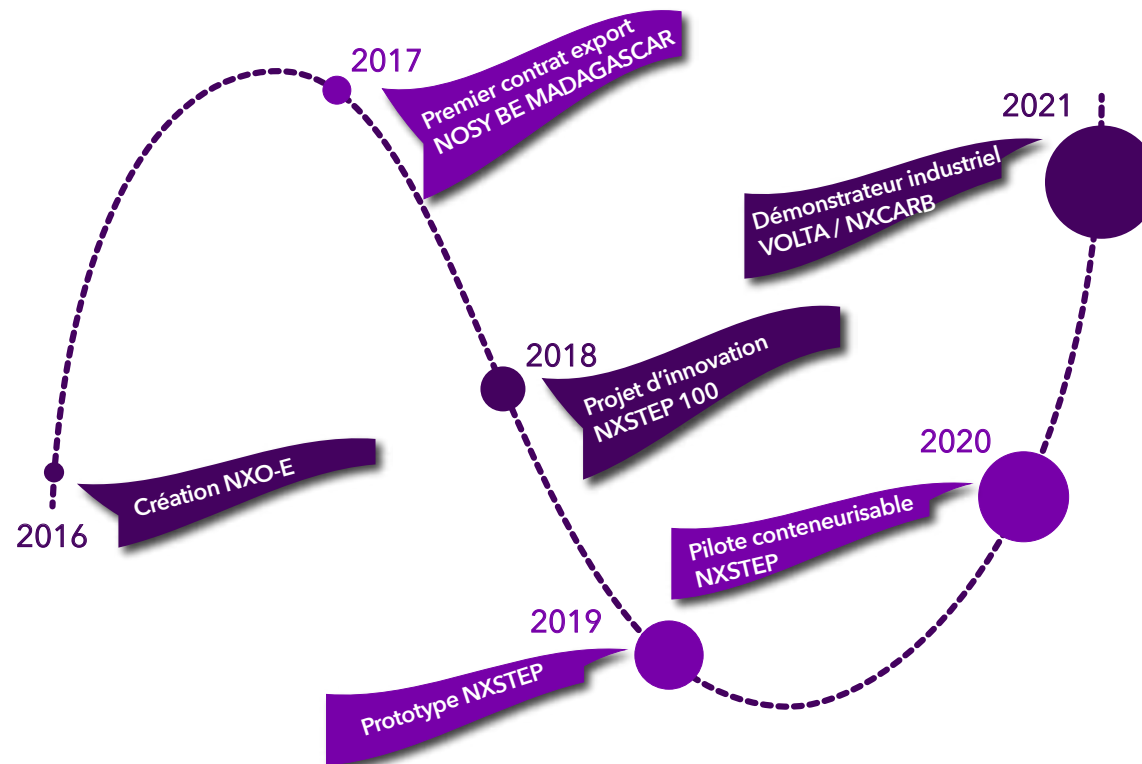 2016
Création NXO-E
2017
Premier contrat export
NOSY BE MADAGASCAR
2018
Projet d'innovation
NXSTEP 100
2019
Prototype NXSTEP
2020
Pilote conteneurisable
NXSTEP
2021
Démonstrateur industriel
VOLTA / NXCARB